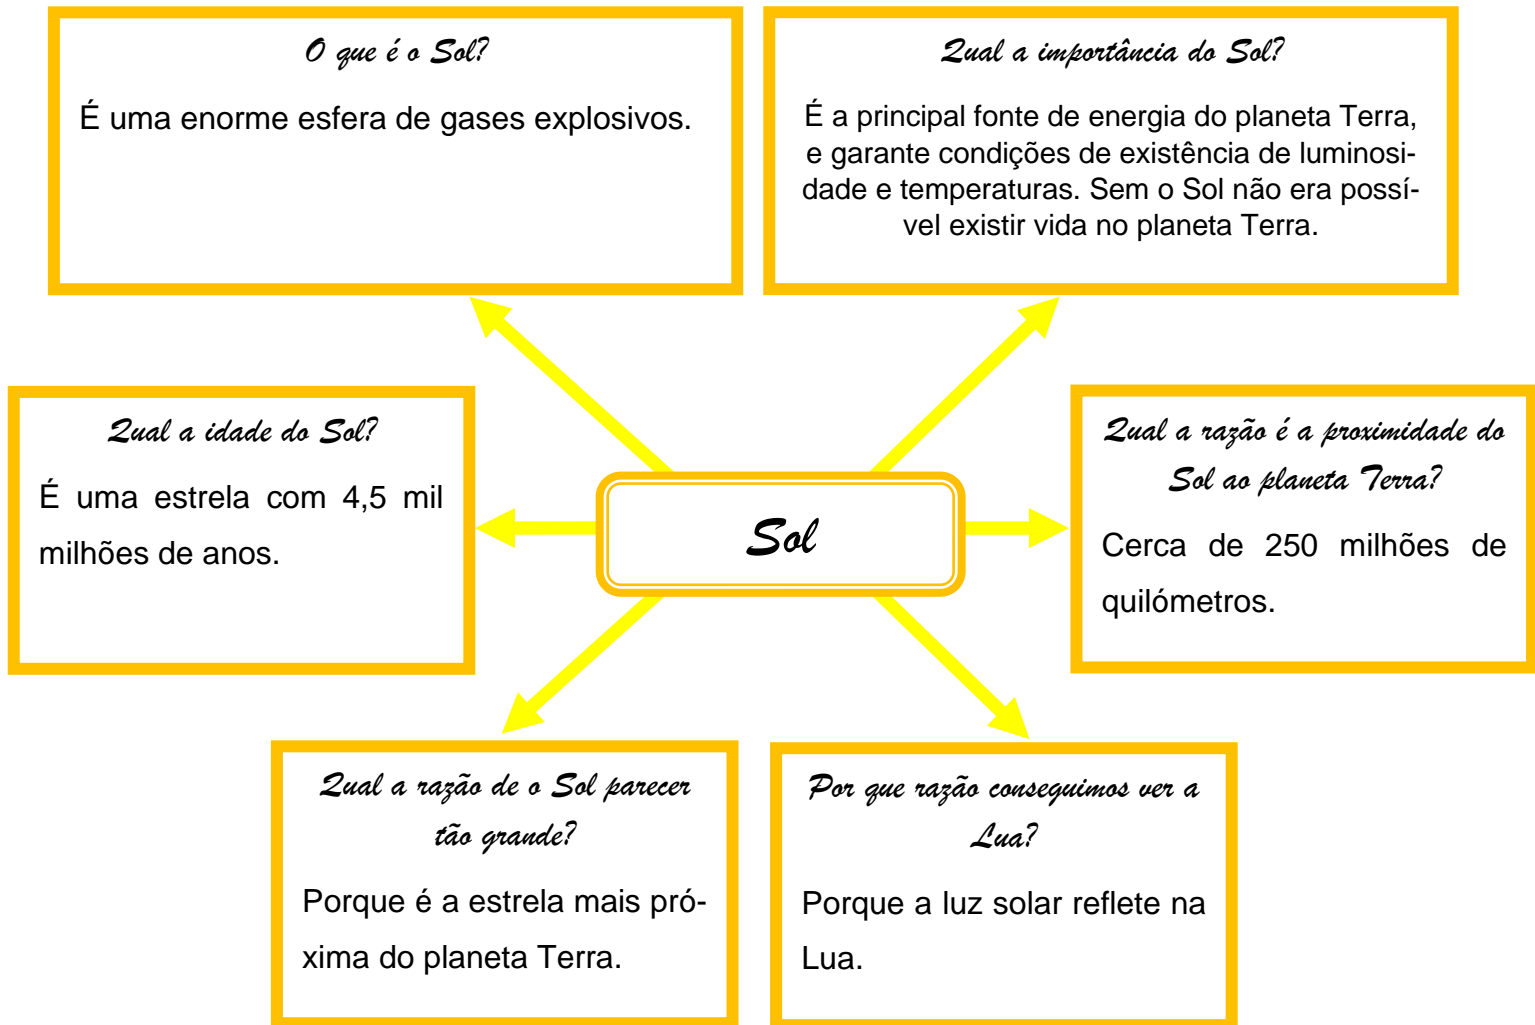 O que é o Sol?
É uma enorme esfera de gases explosivos.
Qual a importância do Sol?
É a principal fonte de energia do planeta Terra,
e garante condições de existência de luminosi-
dade e temperaturas. Sem o Sol não era possí-
vel existir vida no planeta Terra.
Qual a idade do Sol?
É uma estrela com 4,5 mil
milhões de anos.
Sol
Qual a razão é a proximidade do
Sol ao planeta Terra?
Cerca de 250 milhões de
quilómetros.
Qual a razão de o Sol parecer
tão grande?
Porque é a estrela mais pró-
xima do planeta Terra.
Por que razão conseguimos ver a
Lua?
Porque a luz solar reflete na
Lua.